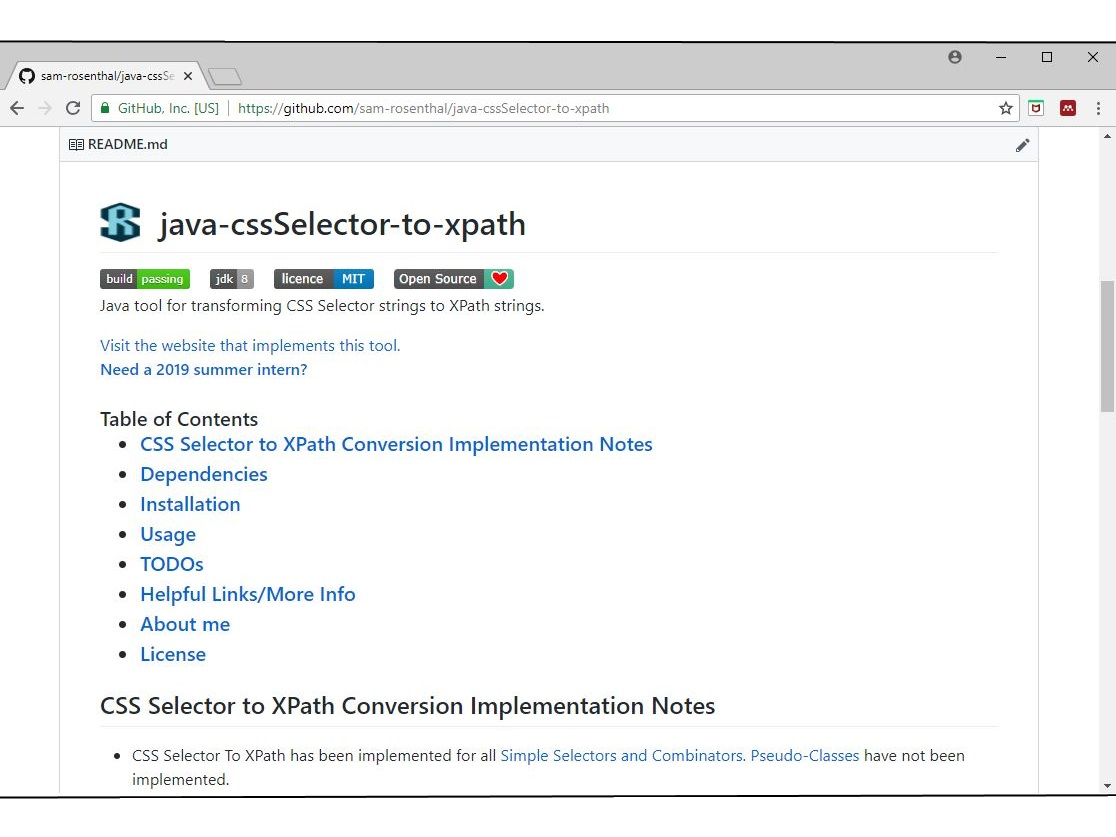 sam-rosenthal/java-cssSe
GitHub, Inc. [US] | https://github.com/sam-rosenthal/java-cssSelector-to-xpath
README.md
java-cssSelector-to-xpath
build passing jdk 8 licence MIT Open Source
Java tool for transforming CSS Selector strings to XPath strings.
Visit the website that implements this tool.
Need a 2019 summer intern?
Table of Contents
• CSS Selector to XPath Conversion Implementation Notes
• Dependencies
• Installation
• Usage
• TODOs
• Helpful Links/More Info
• About me
• License
CSS Selector to XPath Conversion Implementation Notes
• CSS Selector To XPath has been implemented for all Simple Selectors and Combinators. Pseudo-Classes have not been
implemented.